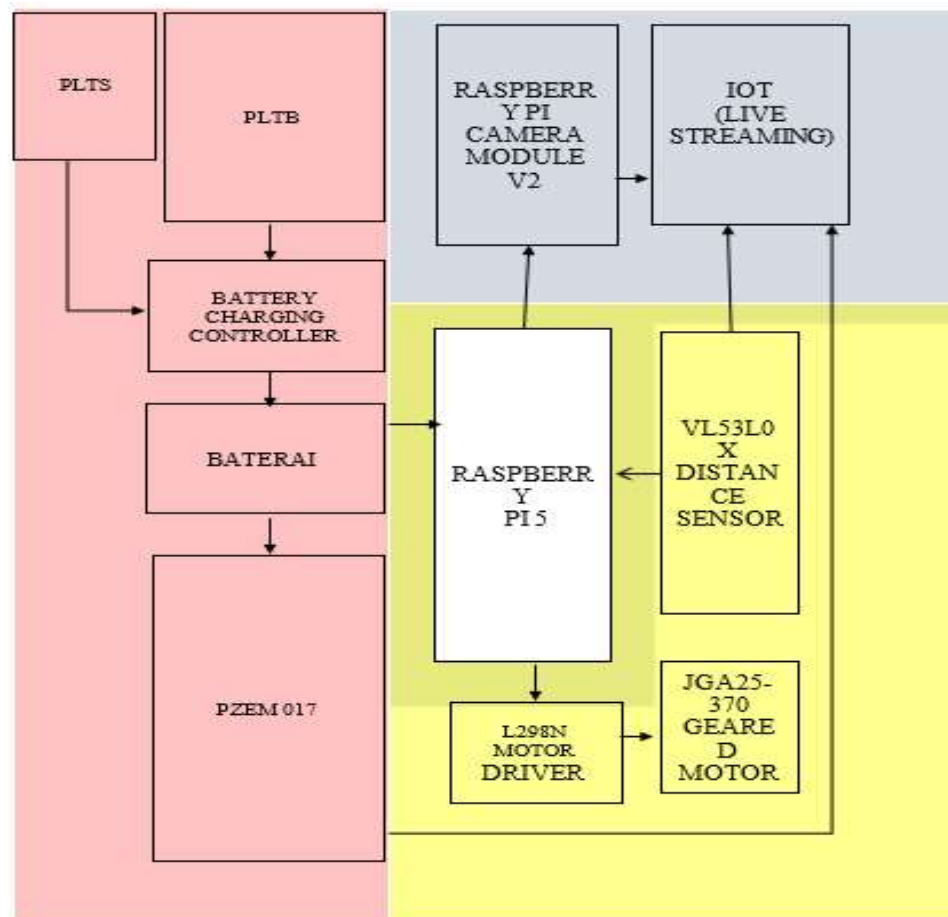 PLTS
PLTB
BATTERY
CHARGING
CONTROLLER
BATERAI
PZEM 017
RASPBERR
Y PI
CAMERA
MODULE
V2
IOT
(LIVE
STREAMING)
RASPBERR
Y
PI 5
VL53L0
X
DISTAN
CE
SENSOR
L298N
MOTOR
DRIVER
JGA25-
370
GEARE
D
MOTOR